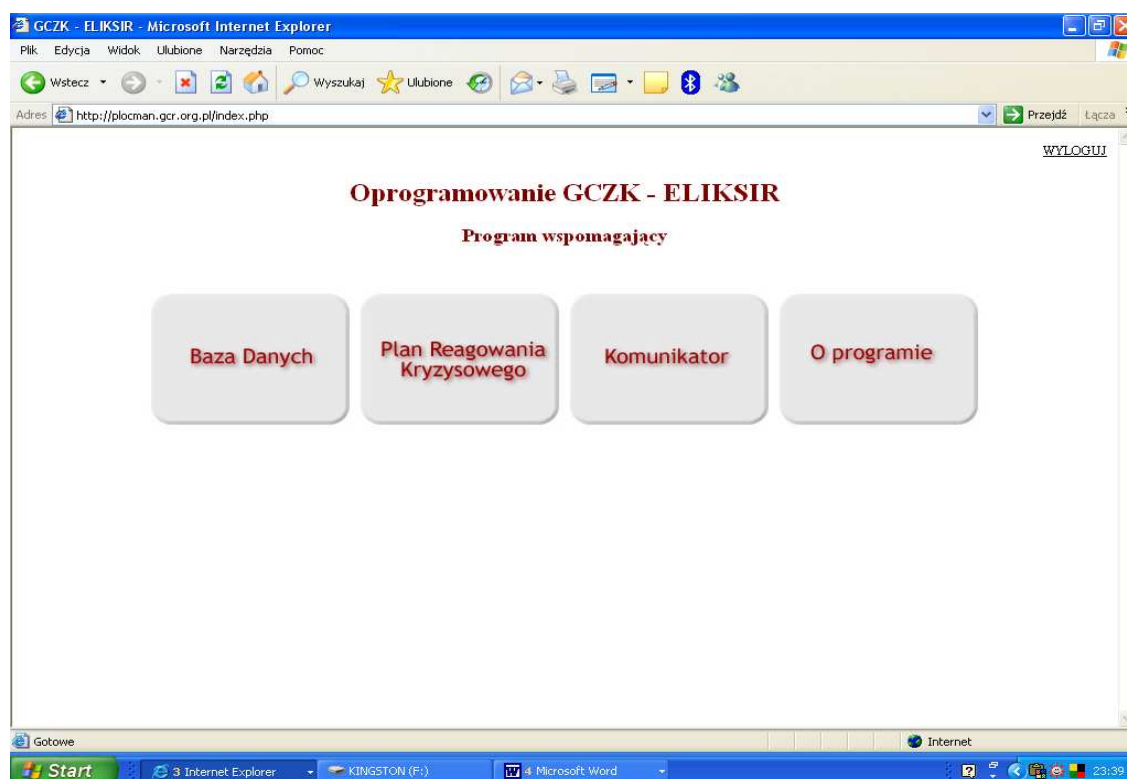 GCZK - ELIKSIR - Microsoft Internet Explorer
Plik Edycja Widok Ulubione Narzędzia Pomoc
Wstecz Wyszukaj Ulubione
Adres http://plocman.gcr.org.pl/index.php Przejdź Łącza
WYLOGUJ
Oprogramowanie GCZK - ELIKSIR
Program wspomagający
Baza Danych
Plan Reagowania
Kryzysowego
Komunikator
O programie
Gotowe Internet
Start 3 Internet Explorer KINGSTON (F:) 4 Microsoft Word 23:39